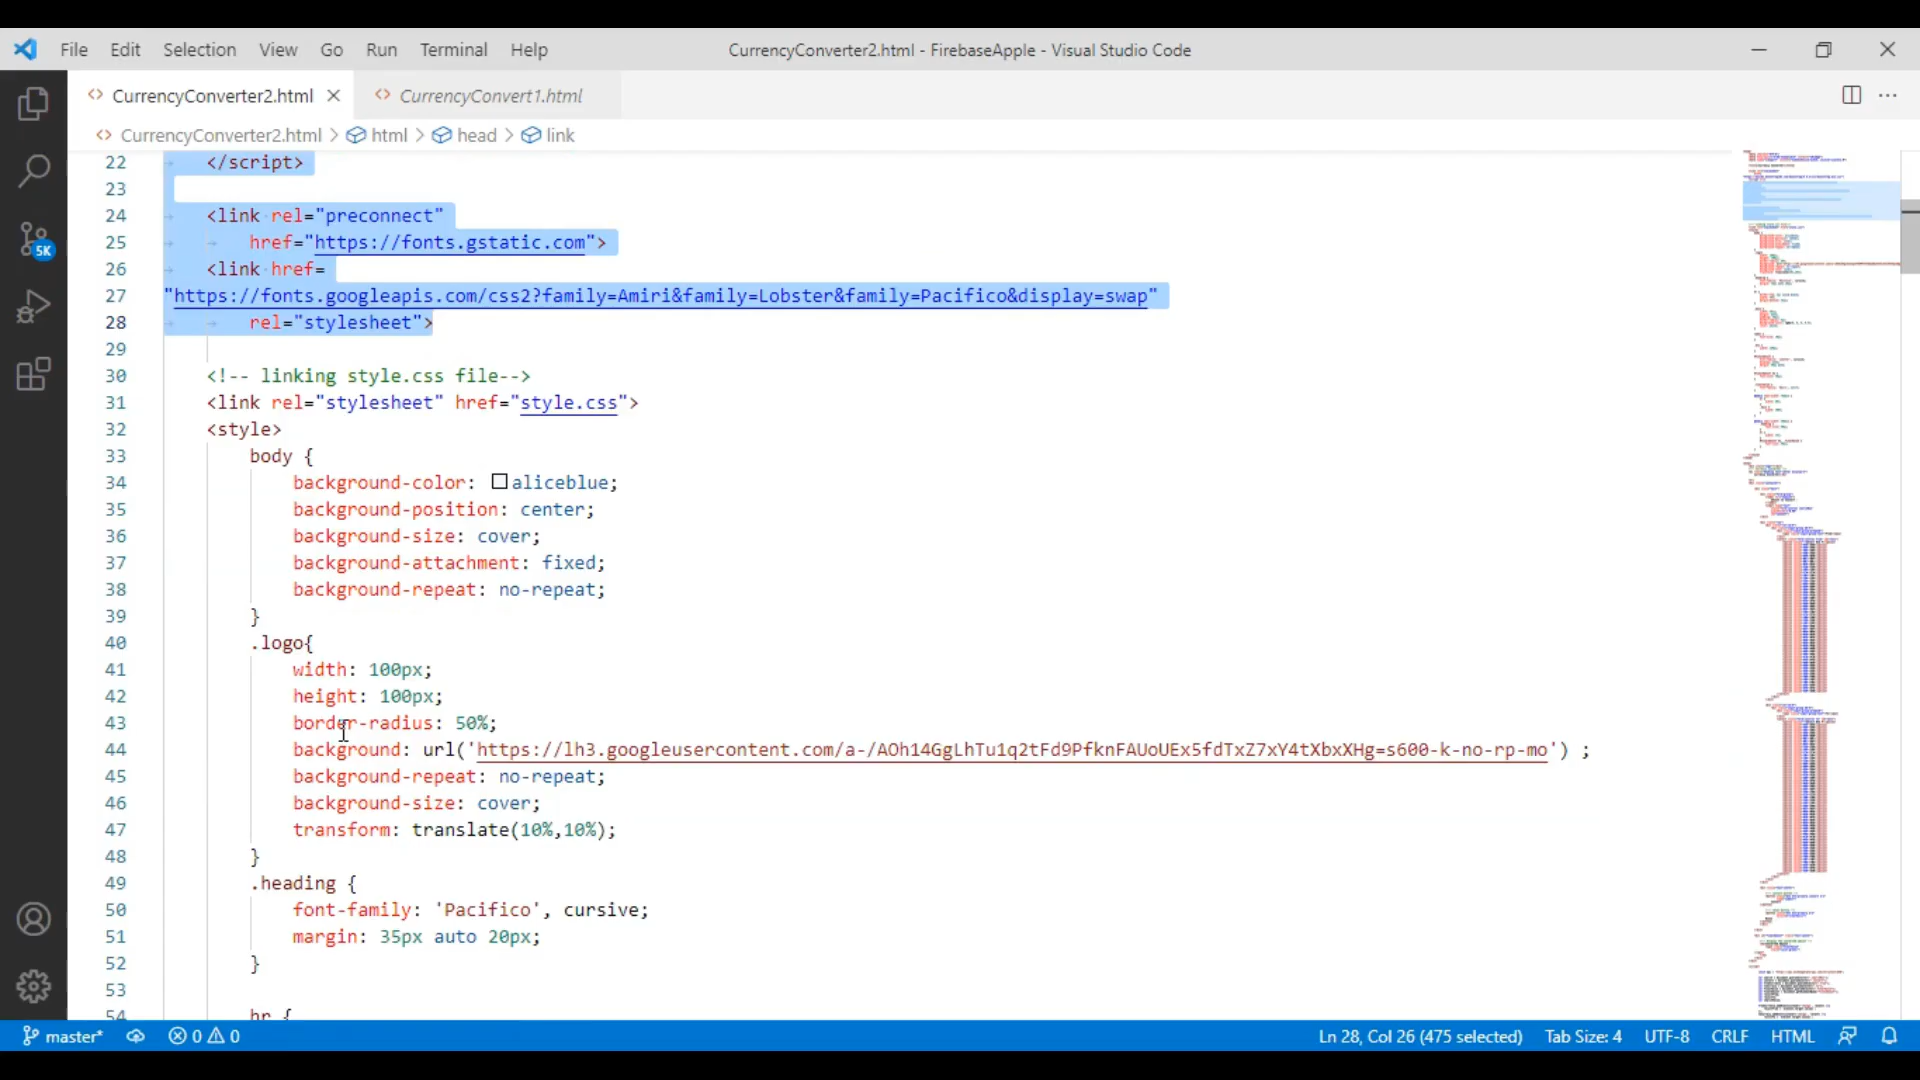 File Edit Selection View Go Run Terminal Help CurrencyConverter2.html - FirebaseApple - Visual Studio Code
CurrencyConverter2.html CurrencyConvert1.html
CurrencyConverter2.html > html > head > link
22 </script>
23
24 <link rel="preconnect"
25 href="https://fonts.gstatic.com">
26 <link href=
27 "https://fonts.googleapis.com/css2?family=Amiri&family=Lobster&family=Pacifico&display=swap"
28 rel="stylesheet">
29
30 <!-- linking style.css file-->
31 <link rel="stylesheet" href="style.css">
32 <style>
33 body {
34 background-color: aliceblue;
35 background-position: center;
36 background-size: cover;
37 background-attachment: fixed;
38 background-repeat: no-repeat;
39 }
40 .logo{
41 width: 100px;
42 height: 100px;
43 border-radius: 50%;
44 background: url('https://lh3.googleusercontent.com/a-/AOh14GgLhTu1q2tFd9PfknFAUoUEx5fdTxZ7xY4tXbxXHg=s600-k-no-rp-mo') ;
45 background-repeat: no-repeat;
46 background-size: cover;
47 transform: translate(10%,10%);
48 }
49 .heading {
50 font-family: 'Pacifico', cursive;
51 margin: 35px auto 20px;
52 }
53
54 hr {
5K
master* 0 0 Ln 28, Col 26 (475 selected) Tab Size: 4 UTF-8 CRLF HTML